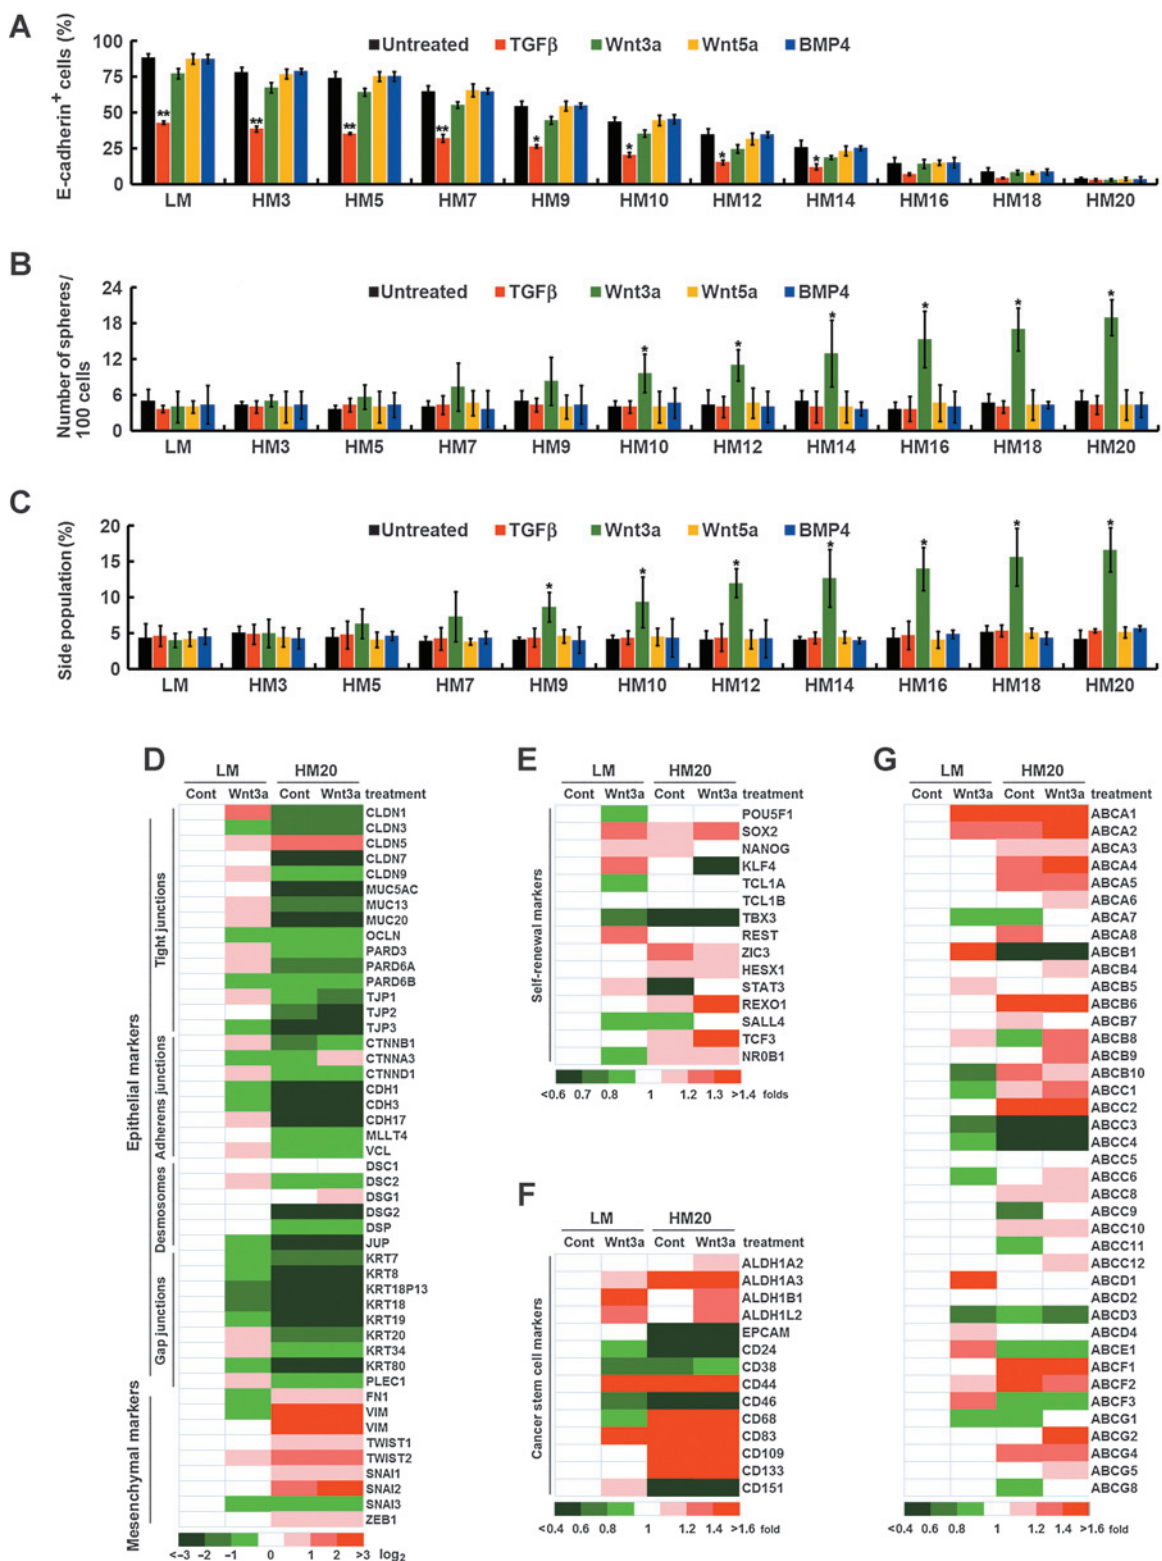 A
E-cadherin⁺ cells (%)
100
75
50
25
0
Untreated TGFβ Wnt3a Wnt5a BMP4
** ** ** ** * * * *
LM HM3 HM5 HM7 HM9 HM10 HM12 HM14 HM16 HM18 HM20
B
Number of spheres/
100 cells
24
18
12
6
0
Untreated TGFβ Wnt3a Wnt5a BMP4
* * * * * *
LM HM3 HM5 HM7 HM9 HM10 HM12 HM14 HM16 HM18 HM20
C
Side population (%)
20
15
10
5
0
Untreated TGFβ Wnt3a Wnt5a BMP4
* * * * * * *
LM HM3 HM5 HM7 HM9 HM10 HM12 HM14 HM16 HM18 HM20
D
LM HM20
Cont Wnt3a Cont Wnt3a treatment
Epithelial markers
Tight junctions
CLDN1
CLDN3
CLDN5
CLDN7
CLDN9
MUC5AC
MUC13
MUC20
OCLN
PARD3
PARD6A
PARD6B
TJP1
TJP2
TJP3
Adherens junctions
CTNNB1
CTNNA3
CTNND1
CDH1
CDH3
CDH17
MLLT4
VCL
Desmosomes
DSC1
DSC2
DSG1
DSG2
DSP
JUP
Gap junctions
KRT7
KRT8
KRT18P13
KRT18
KRT19
KRT20
KRT34
KRT80
PLEC1
Mesenchymal markers
FN1
VIM
VIM
TWIST1
TWIST2
SNAI1
SNAI2
SNAI3
ZEB1
<−3 −2 −1 0 1 2 >3 log₂
E
LM HM20
Cont Wnt3a Cont Wnt3a treatment
Self-renewal markers
POU5F1
SOX2
NANOG
KLF4
TCL1A
TCL1B
TBX3
REST
ZIC3
HESX1
STAT3
REXO1
SALL4
TCF3
NR0B1
<0.6 0.7 0.8 1 1.2 1.3 >1.4 folds
F
LM HM20
Cont Wnt3a Cont Wnt3a treatment
Cancer stem cell markers
ALDH1A2
ALDH1A3
ALDH1B1
ALDH1L2
EPCAM
CD24
CD38
CD44
CD46
CD68
CD83
CD109
CD133
CD151
<0.4 0.6 0.8 1 1.2 1.4 >1.6 fold
G
LM HM20
Cont Wnt3a Cont Wnt3a treatment
ABCA1
ABCA2
ABCA3
ABCA4
ABCA5
ABCA6
ABCA7
ABCA8
ABCB1
ABCB4
ABCB5
ABCB6
ABCB7
ABCB8
ABCB9
ABCB10
ABCC1
ABCC2
ABCC3
ABCC4
ABCC5
ABCC6
ABCC8
ABCC9
ABCC10
ABCC11
ABCC12
ABCD1
ABCD2
ABCD3
ABCD4
ABCE1
ABCF1
ABCF2
ABCF3
ABCG1
ABCG2
ABCG4
ABCG5
ABCG8
<0.4 0.6 0.8 1 1.2 1.4 >1.6 fold